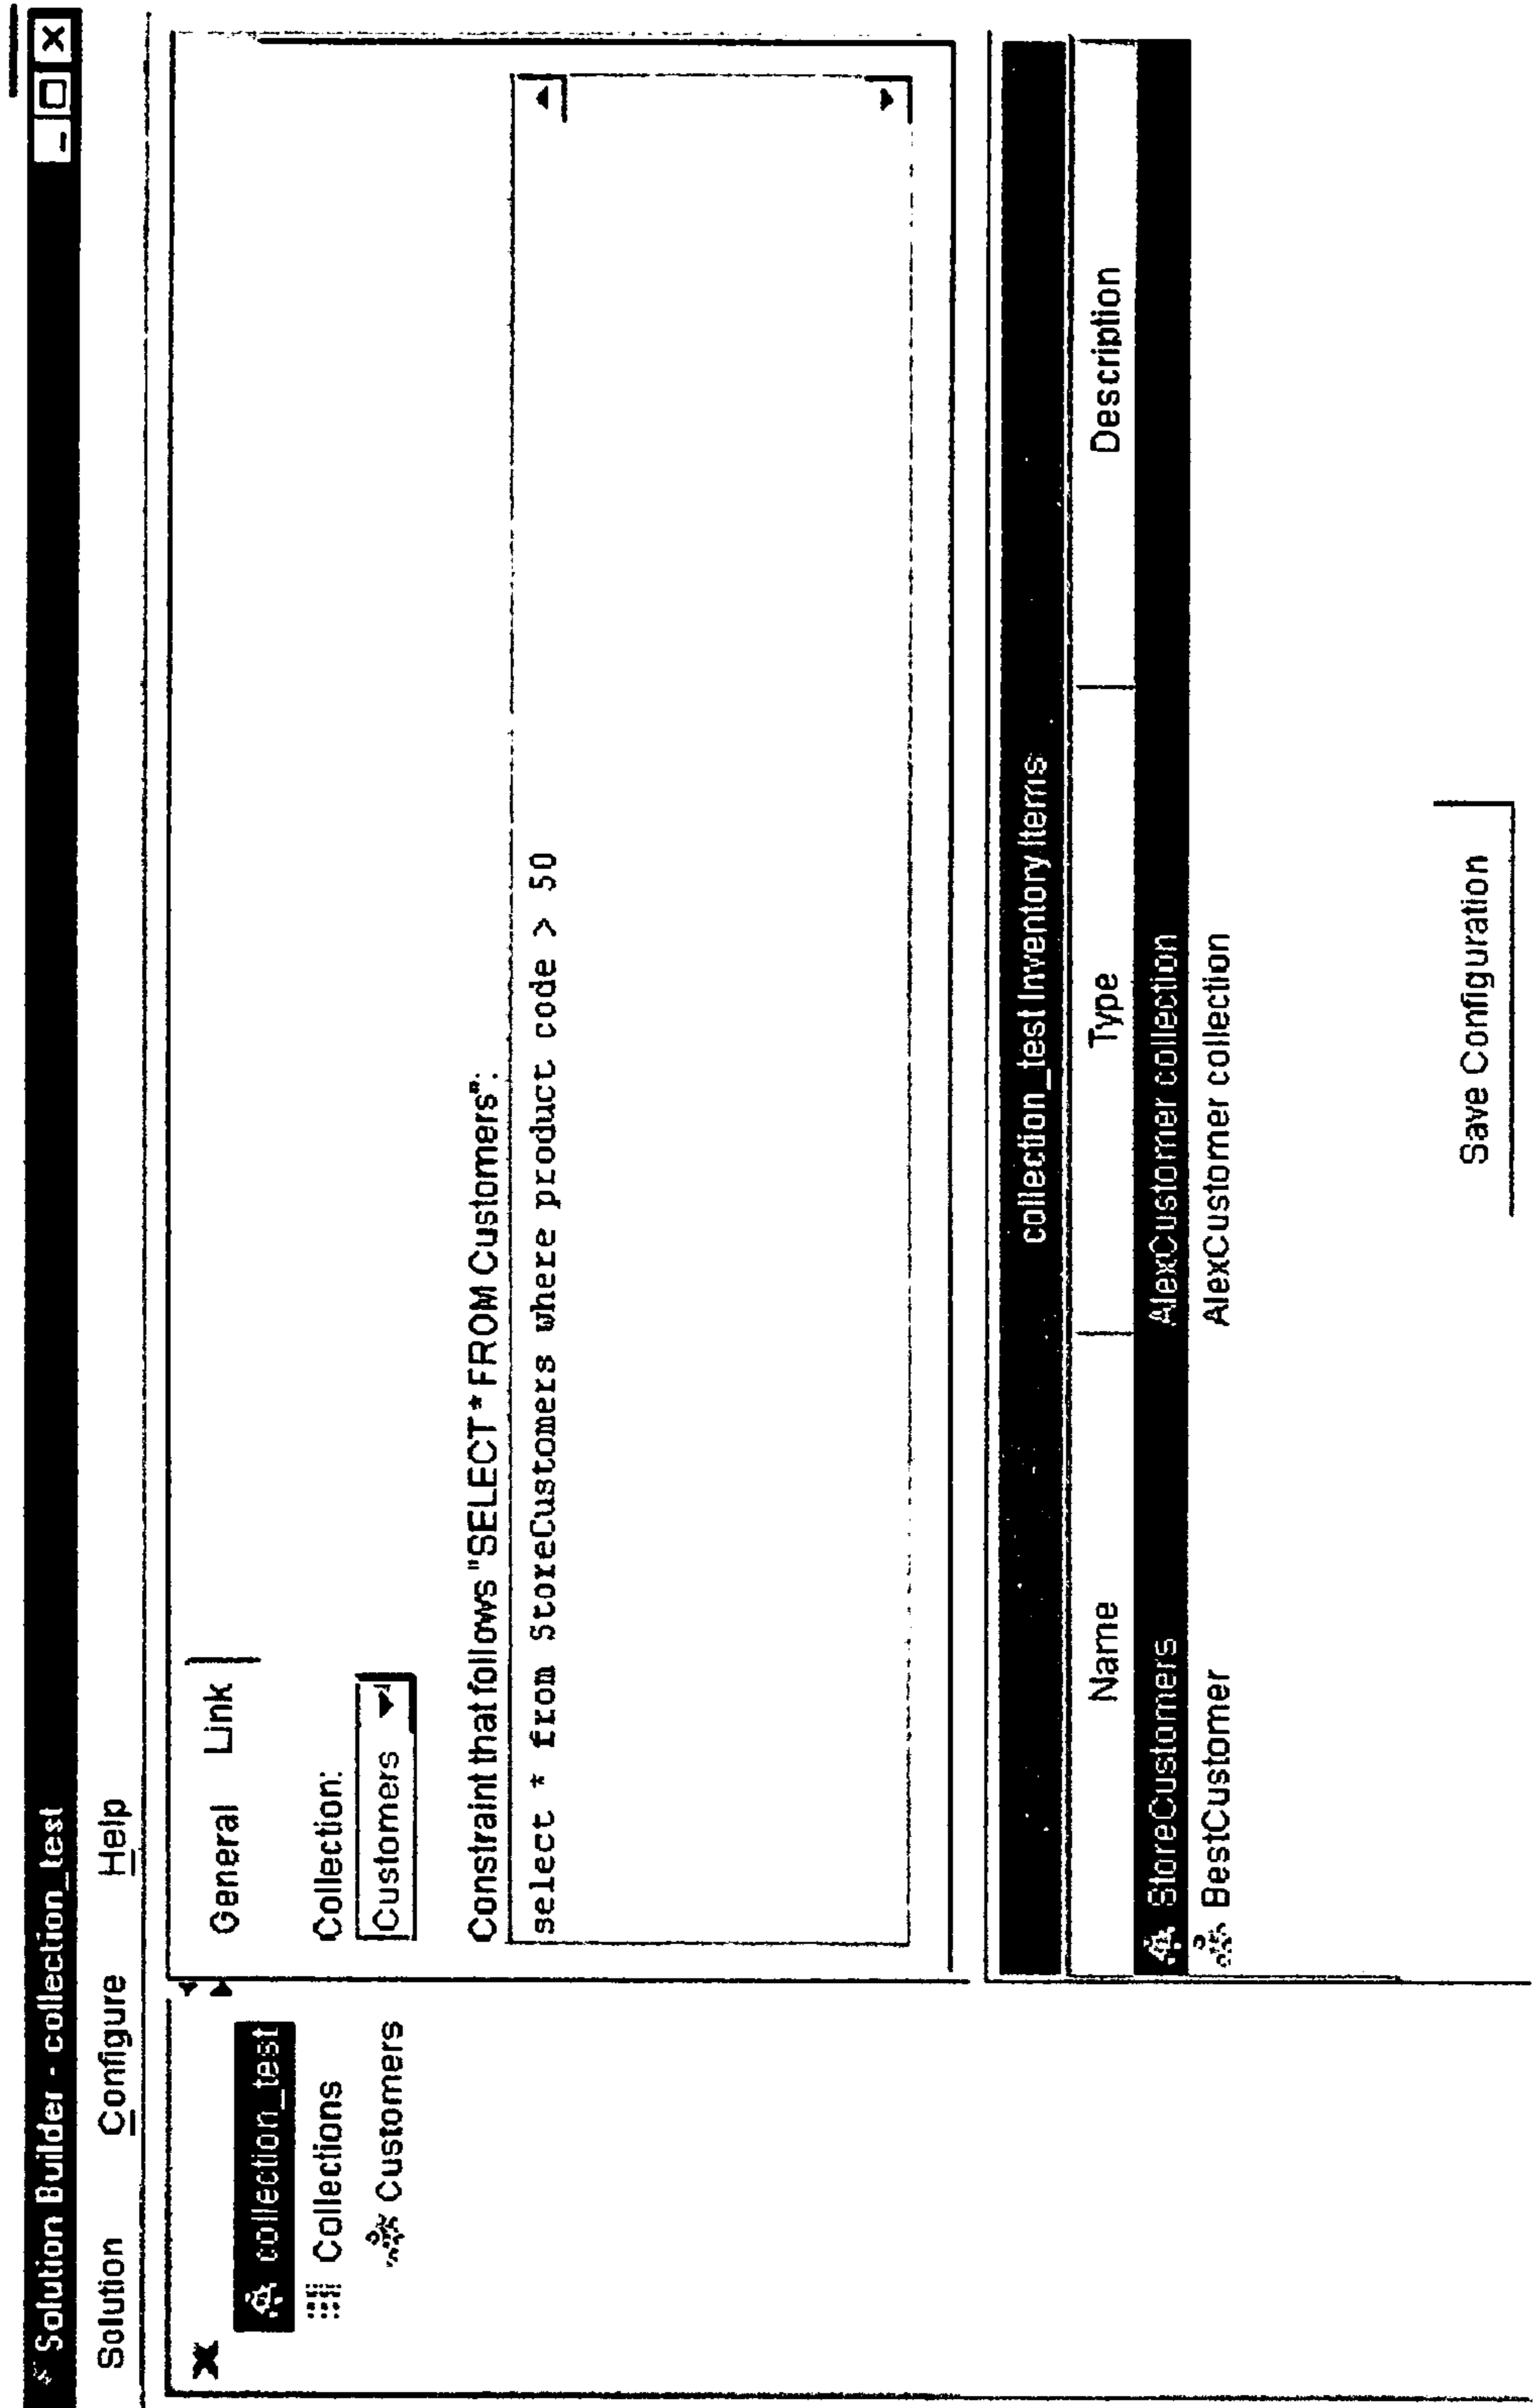 Solution Builder - collection_test
Solution Configure Help
collection_test
Collections
Customers
General Link
Collection:
Customers
Constraint that follows "SELECT * FROM Customers":
select * from StoreCustomers where product code > 50
collection_test Inventory Items
Name Type Description
StoreCustomers AlexCustomer collection
BestCustomer AlexCustomer collection
Save Configuration